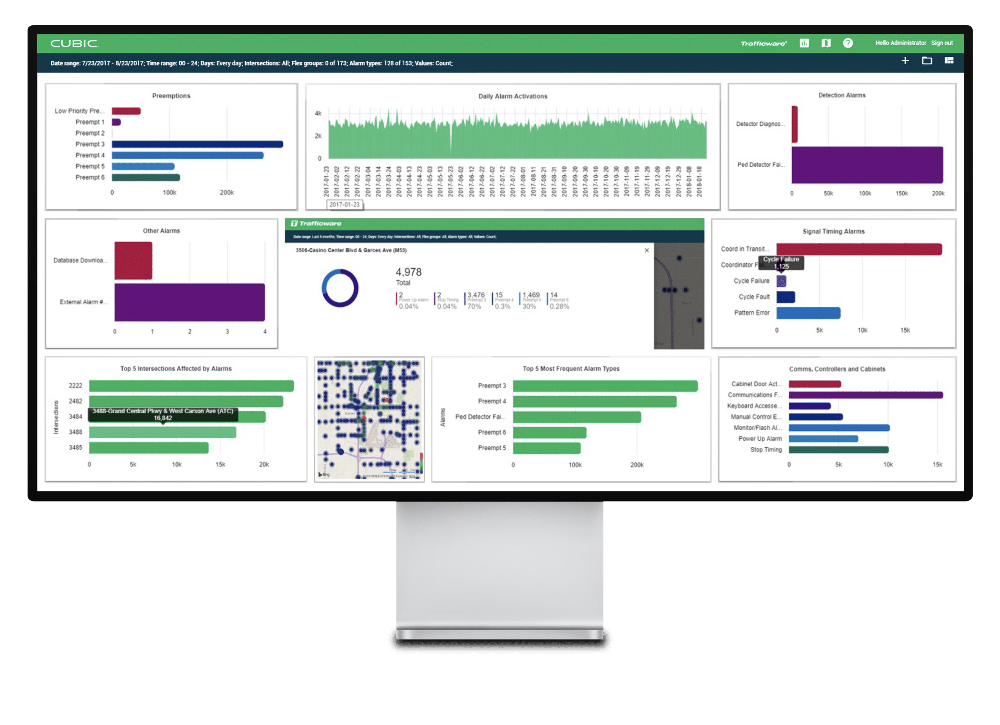 CUBIC
Trafficware
Hello Administrator Sign out
Date range: 7/23/2017 - 8/23/2017; Time range: 00 - 24; Days: Every day; Intersections: All; Flex groups: 0 of 173; Alarm types: 128 of 153; Values: Count;
Preemptions
Low Priority Pre...
Preempt 1
Preempt 2
Preempt 3
Preempt 4
Preempt 5
Preempt 6
0 100k 200k
Daily Alarm Activations
4k
2k
0
2017-01-23
2017-02-02
2017-02-12
2017-02-22
2017-03-04
2017-03-14
2017-03-24
2017-04-03
2017-04-13
2017-04-23
2017-05-03
2017-05-13
2017-05-23
2017-06-02
2017-06-12
2017-06-22
2017-07-02
2017-07-12
2017-07-22
2017-08-01
2017-08-11
2017-08-21
2017-08-31
2017-09-10
2017-09-20
2017-09-30
2017-10-10
2017-10-20
2017-10-30
2017-11-09
2017-11-19
2017-11-29
2017-12-09
2017-12-19
2017-12-29
2018-01-08
2018-01-18
2017-01-23
Detection Alarms
Detector Diagnos...
Ped Detector Fai...
0 50k 100k 150k 200k
Other Alarms
Database Downloa...
External Alarm #...
0 1 2 3 4
Trafficware
Date range: Last 6 months; Time range: 00 - 24; Days: Every day; Intersections: All; Flex groups: All; Alarm types: All; Values: Count;
3506-Casino Center Blvd & Garces Ave (M53)
4,978
Total
2 2 3,476 15 1,469 14
Power Up Alarm Stop Timing Preempt 3 Preempt 4 Preempt 5 Preempt 6
0.04% 0.04% 70% 0.3% 30% 0.28%
Signal Timing Alarms
Coord in Transit...
Cycle Failure
1,125
Coordinator F
Cycle Failure
Cycle Fault
Pattern Error
0 5k 10k 15k
Top 5 Intersections Affected by Alarms
Intersections
2222
2482
3488-Grand Central Pkwy & West Carson Ave (ATC)
16,842
3484
3488
3485
0 5k 10k 15k 20k
Bing
Top 5 Most Frequent Alarm Types
Alarms
Preempt 3
Preempt 4
Ped Detector Fai...
Preempt 6
Preempt 5
0 100k 200k
Comms, Controllers and Cabinets
Cabinet Door Act...
Communications F...
Keyboard Accesse...
Manual Control E...
Monitor/Flash Al...
Power Up Alarm
Stop Timing
0 5k 10k 15k